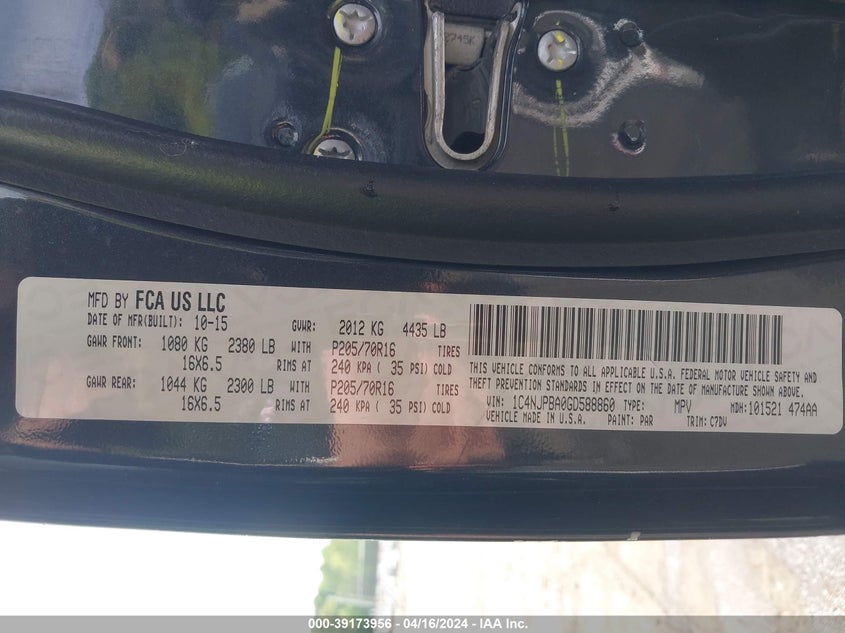 2745K
MFD BY FCA US LLC
DATE OF MFR(BUILT): 10-15 GVWR: 2012 KG 4435 LB
GAWR FRONT: 1080 KG 2380 LB WITH P205/70R16 TIRES
16X6.5 RIMS AT 240 KPA ( 35 PSI) COLD
GAWR REAR: 1044 KG 2300 LB WITH P205/70R16 TIRES
16X6.5 RIMS AT 240 KPA ( 35 PSI) COLD
THIS VEHICLE CONFORMS TO ALL APPLICABLE U.S.A. FEDERAL MOTOR VEHICLE SAFETY AND
THEFT PREVENTION STANDARDS IN EFFECT ON THE DATE OF MANUFACTURE SHOWN ABOVE.
VIN: 1C4NJPBA0GD588860 TYPE: MPV MDH:101521 474AA
VEHICLE MADE IN U.S.A. PAINT: PAR TRIM: C7DV
000-39173956 - 04/16/2024 - IAA Inc.